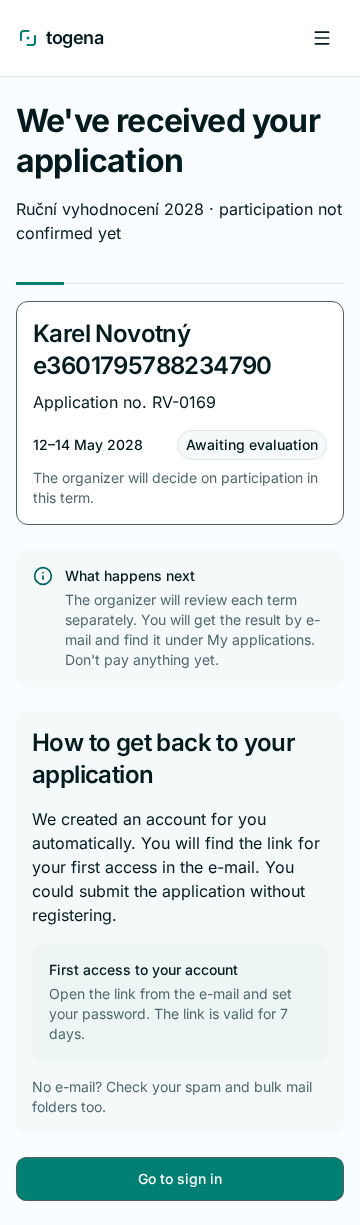 togena
We've received your
application
Ruční vyhodnocení 2028 · participation not
confirmed yet
Karel Novotný
e3601795788234790
Application no. RV-0169
12–14 May 2028
Awaiting evaluation
The organizer will decide on participation in
this term.
What happens next
The organizer will review each term
separately. You will get the result by e-
mail and find it under My applications.
Don't pay anything yet.
How to get back to your
application
We created an account for you
automatically. You will find the link for
your first access in the e-mail. You
could submit the application without
registering.
First access to your account
Open the link from the e-mail and set
your password. The link is valid for 7
days.
No e-mail? Check your spam and bulk mail
folders too.
Go to sign in